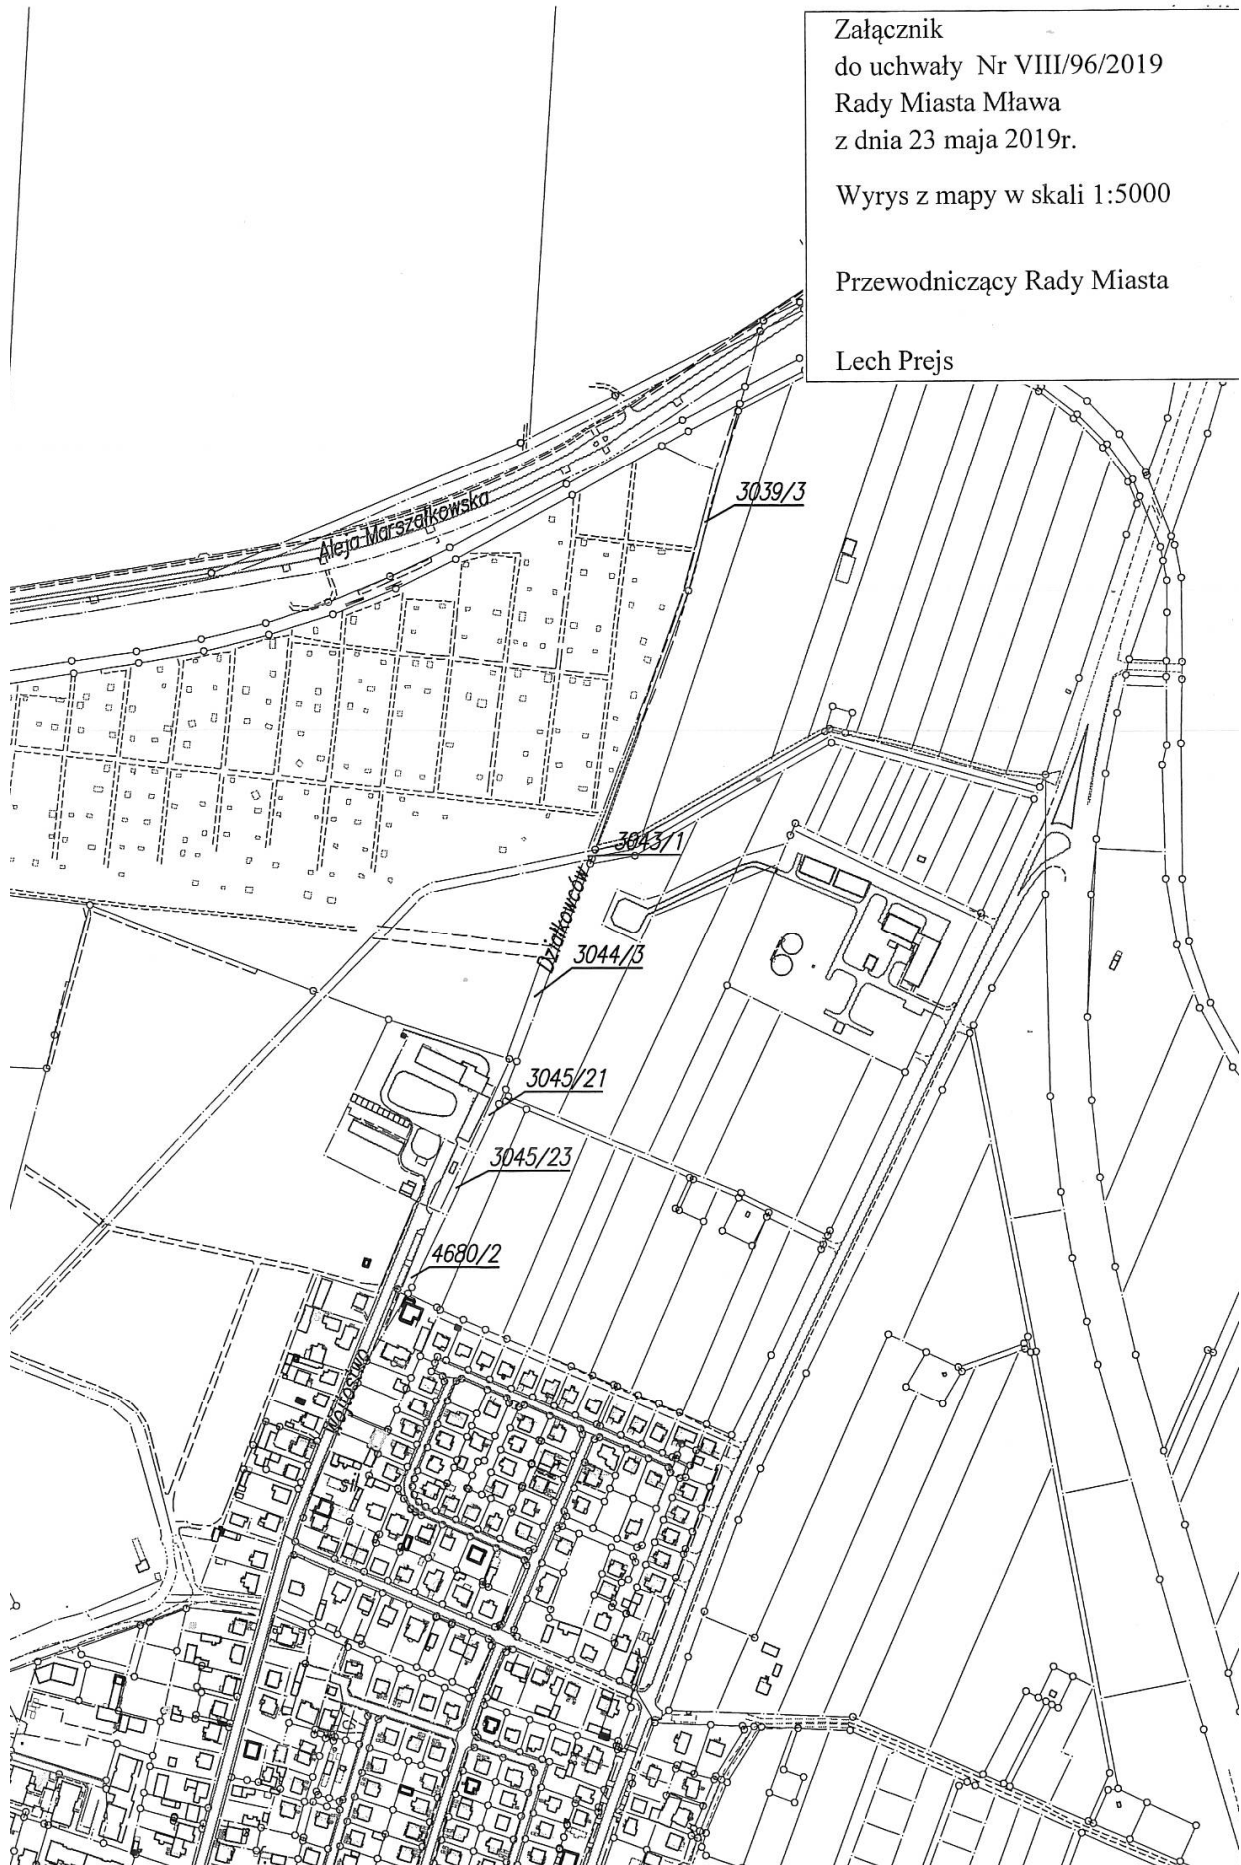 Załącznik
do uchwały Nr VIII/96/2019
Rady Miasta Mława
z dnia 23 maja 2019r.
Wyrys z mapy w skali 1:5000
Przewodniczący Rady Miasta
Lech Prejs
3039/3
Aleja Marszałkowska
3043/1
Działkowców
3044/3
3045/21
3045/23
4680/2
Wójtostwo